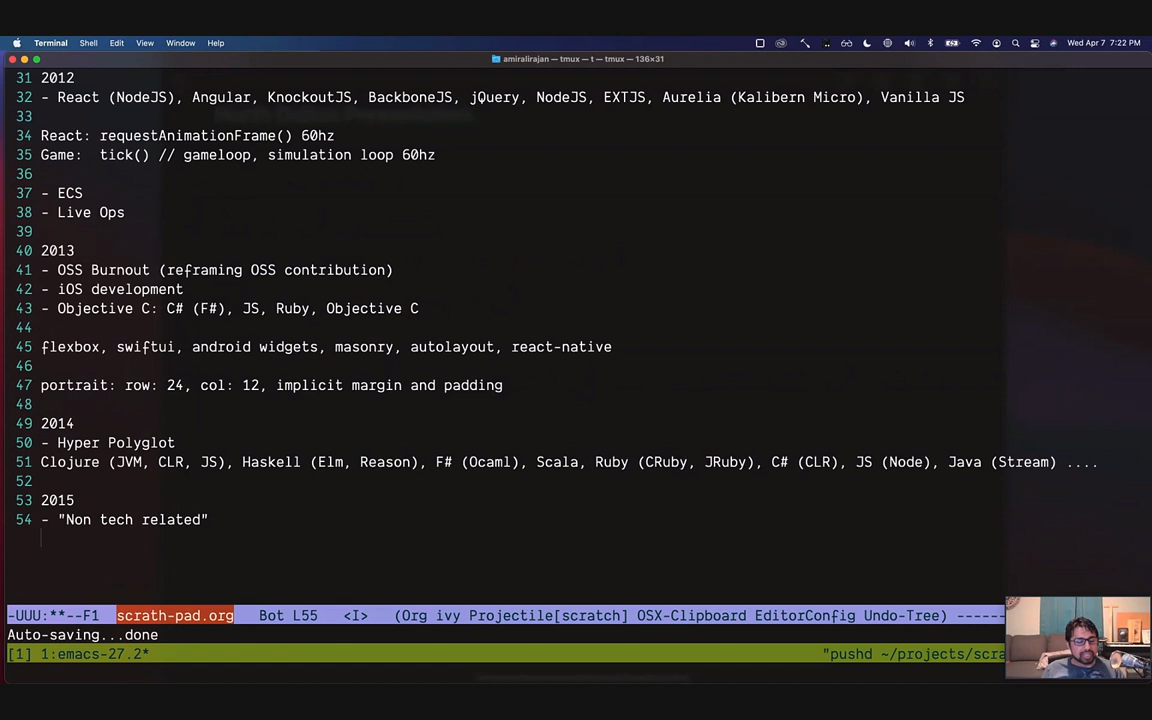 Terminal Shell Edit View Window Help Wed Apr 7 7:22 PM
amiralirajan — tmux — t — tmux — 136×31
31 2012
32 - React (NodeJS), Angular, KnockoutJS, BackboneJS, jQuery, NodeJS, EXTJS, Aurelia (Kalibern Micro), Vanilla JS
33
34 React: requestAnimationFrame() 60hz
35 Game:  tick() // gameloop, simulation loop 60hz
36
37 - ECS
38 - Live Ops
39
40 2013
41 - OSS Burnout (reframing OSS contribution)
42 - iOS development
43 - Objective C: C# (F#), JS, Ruby, Objective C
44
45 flexbox, swiftui, android widgets, masonry, autolayout, react-native
46
47 portrait: row: 24, col: 12, implicit margin and padding
48
49 2014
50 - Hyper Polyglot
51 Clojure (JVM, CLR, JS), Haskell (Elm, Reason), F# (Ocaml), Scala, Ruby (CRuby, JRuby), C# (CLR), JS (Node), Java (Stream) ....
52
53 2015
54 - "Non tech related"
-UUU:**--F1  scrath-pad.org   Bot L55   <I>   (Org ivy Projectile[scratch] OSX-Clipboard EditorConfig Undo-Tree) ------
Auto-saving...done
[1] 1:emacs-27.2* "pushd ~/projects/scra